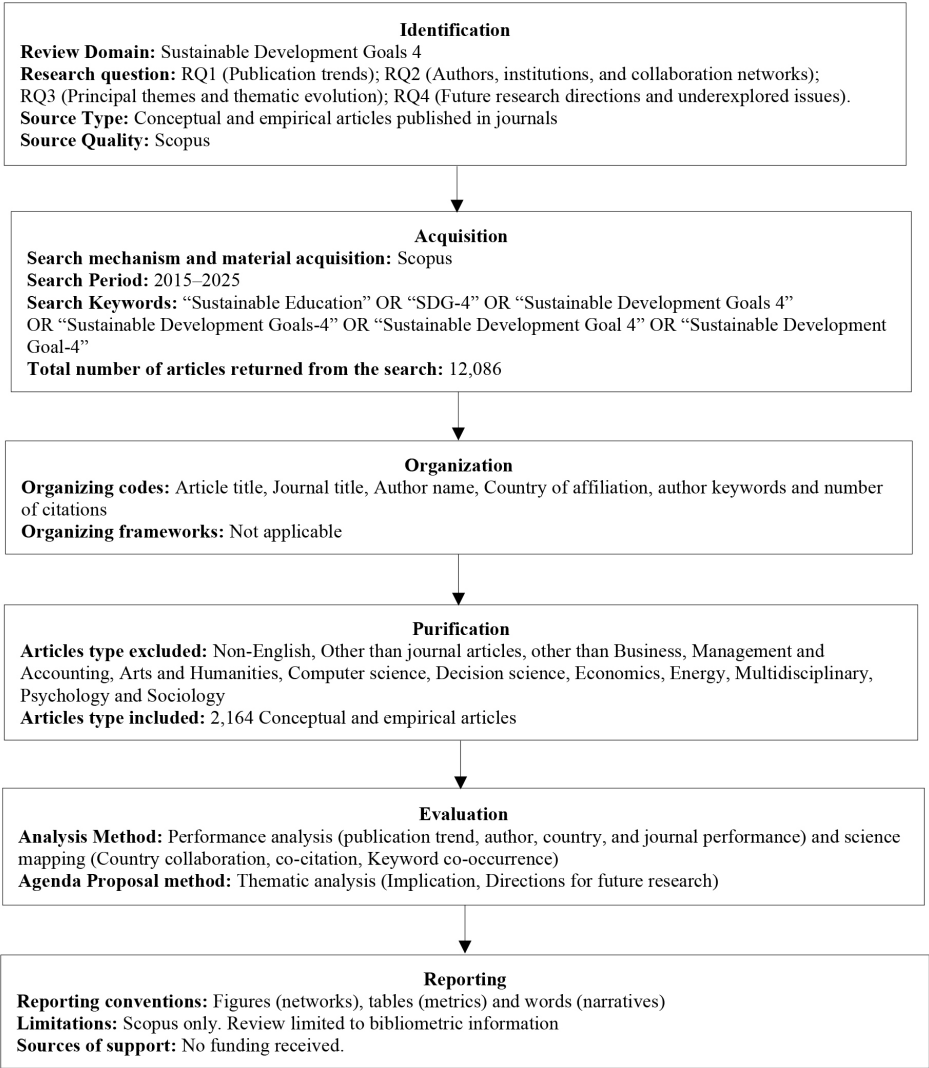 Identification
Review Domain: Sustainable Development Goals 4
Research question: RQ1 (Publication trends); RQ2 (Authors, institutions, and collaboration networks);
RQ3 (Principal themes and thematic evolution); RQ4 (Future research directions and underexplored issues).
Source Type: Conceptual and empirical articles published in journals
Source Quality: Scopus
Acquisition
Search mechanism and material acquisition: Scopus
Search Period: 2015–2025
Search Keywords: “Sustainable Education” OR “SDG-4” OR “Sustainable Development Goals 4”
OR “Sustainable Development Goals-4” OR “Sustainable Development Goal 4” OR “Sustainable Development
Goal-4”
Total number of articles returned from the search: 12,086
Organization
Organizing codes: Article title, Journal title, Author name, Country of affiliation, author keywords and number
of citations
Organizing frameworks: Not applicable
Purification
Articles type excluded: Non-English, Other than journal articles, other than Business, Management and
Accounting, Arts and Humanities, Computer science, Decision science, Economics, Energy, Multidisciplinary,
Psychology and Sociology
Articles type included: 2,164 Conceptual and empirical articles
Evaluation
Analysis Method: Performance analysis (publication trend, author, country, and journal performance) and science
mapping (Country collaboration, co-citation, Keyword co-occurrence)
Agenda Proposal method: Thematic analysis (Implication, Directions for future research)
Reporting
Reporting conventions: Figures (networks), tables (metrics) and words (narratives)
Limitations: Scopus only. Review limited to bibliometric information
Sources of support: No funding received.